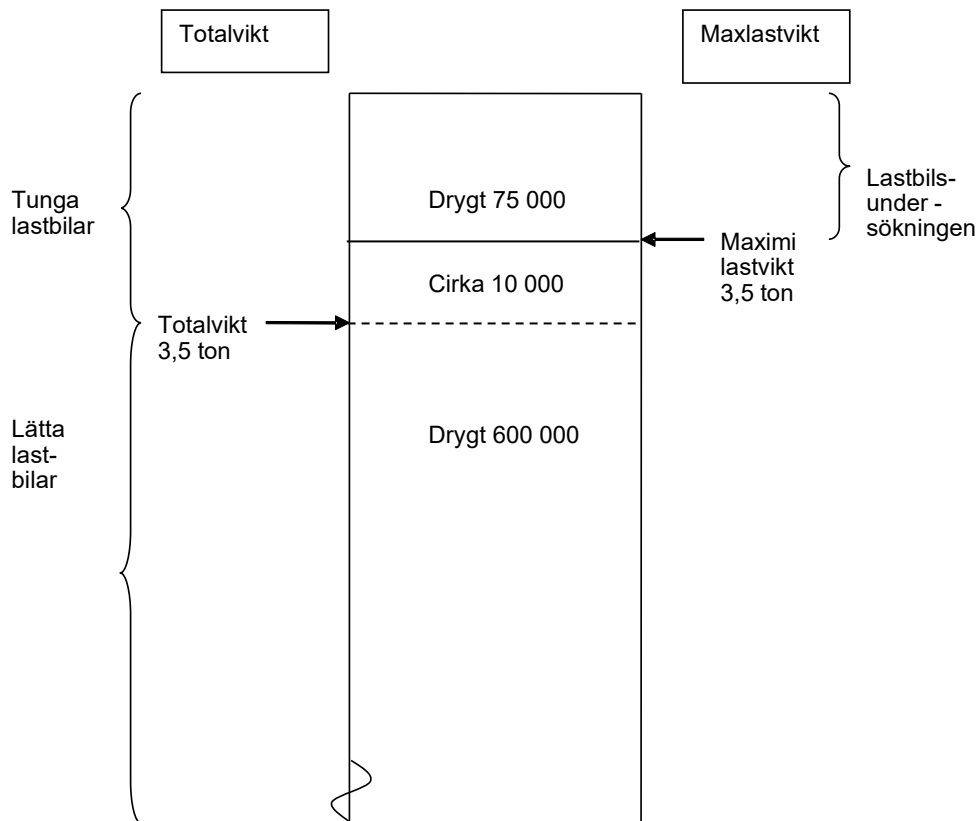 Totalvikt
Maxlastvikt
Tunga
lastbilar
Drygt 75 000
Lastbils-
under -
sökningen
Maximi
lastvikt
3,5 ton
Cirka 10 000
Totalvikt
3,5 ton
Lätta
last-
bilar
Drygt 600 000